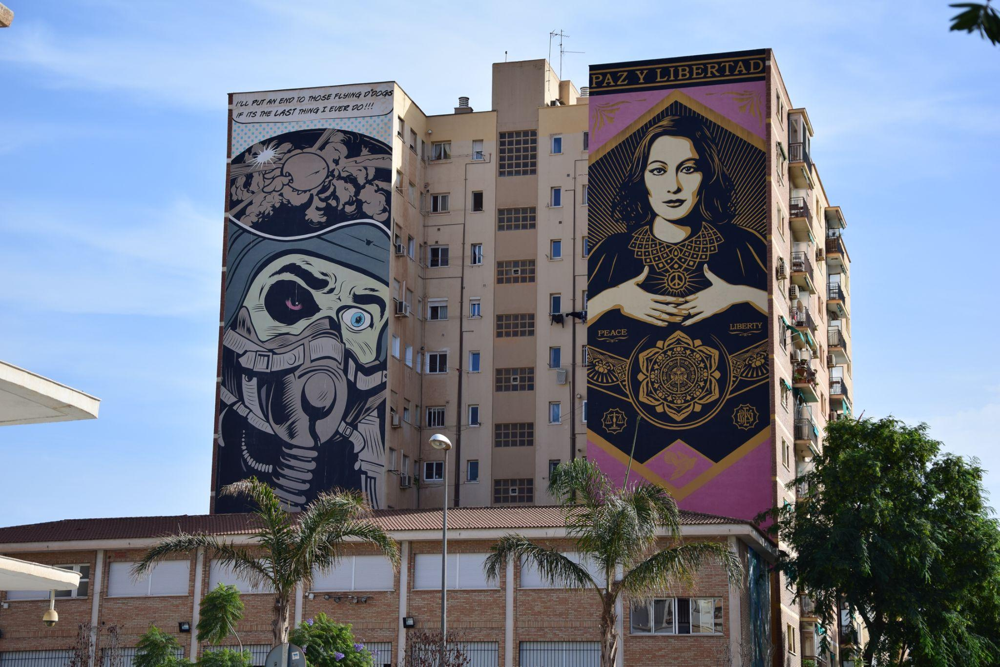 I'LL PUT AN END TO THOSE FLYING D*DOGS
IF ITS THE LAST THING I EVER DO!!!
PAZ Y LIBERTAD
PEACE
LIBERTY
OBEY